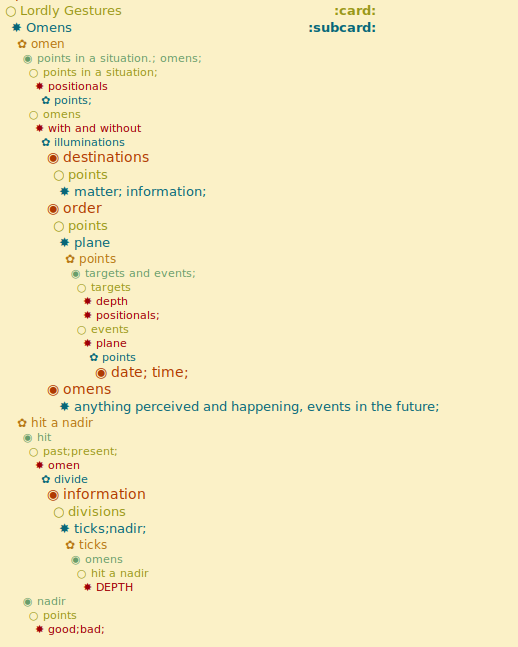 Lordly Gestures :card:
Omens :subcard:
omen
points in a situation.; omens;
points in a situation;
positionals
points;
omens
with and without
illuminations
destinations
points
matter; information;
order
points
plane
points
targets and events;
targets
depth
positionals;
events
plane
points
date; time;
omens
anything perceived and happening, events in the future;
hit a nadir
hit
past;present;
omen
divide
information
divisions
ticks;nadir;
ticks
omens
hit a nadir
DEPTH
nadir
points
good;bad;